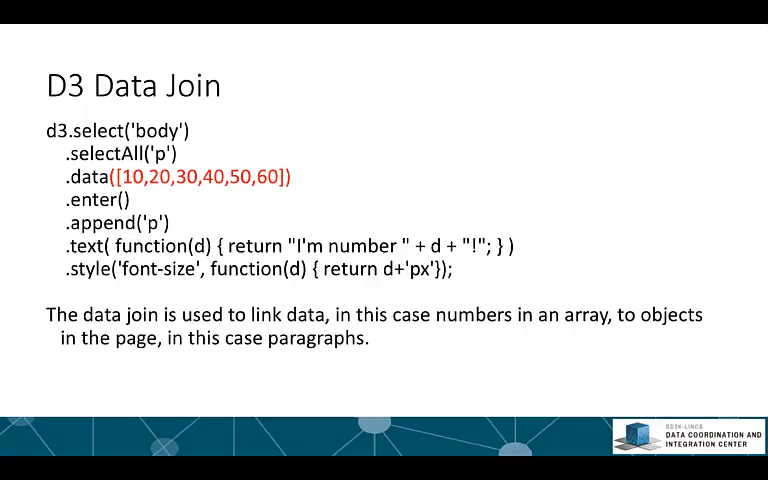 D3 Data Join
d3.select('body')
.selectAll('p')
.data([10,20,30,40,50,60])
.enter()
.append('p')
.text( function(d) { return "I'm number " + d + "!"; } )
.style('font-size', function(d) { return d+'px'});
The data join is used to link data, in this case numbers in an array, to objects
in the page, in this case paragraphs.
BD2K-LINCS
DATA COORDINATION AND
INTEGRATION CENTER